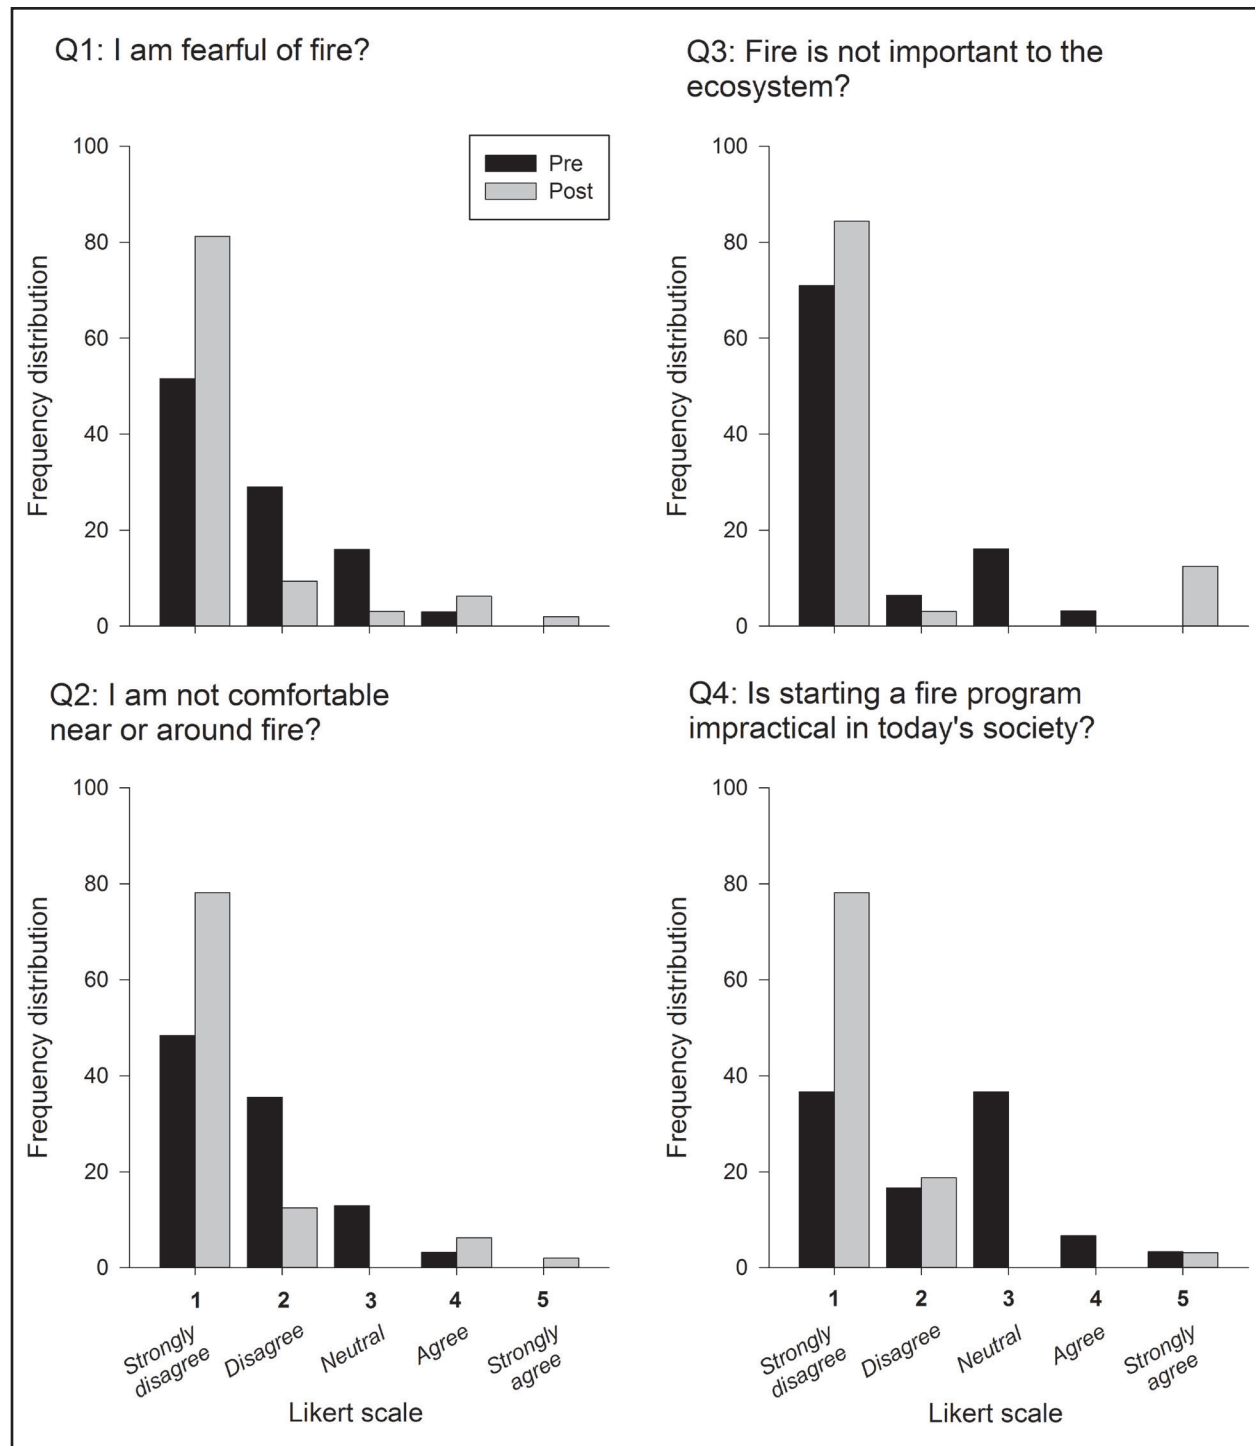 Q1: I am fearful of fire?
100
80
60
40
20
0
Frequency distribution
Pre
Post
Q3: Fire is not important to the
ecosystem?
100
80
60
40
20
0
Frequency distribution
Q2: I am not comfortable
near or around fire?
100
80
60
40
20
0
Frequency distribution
1 2 3 4 5
Strongly
disagree
Disagree
Neutral
Agree
Strongly
agree
Likert scale
Q4: Is starting a fire program
impractical in today's society?
100
80
60
40
20
0
Frequency distribution
1 2 3 4 5
Strongly
disagree
Disagree
Neutral
Agree
Strongly
agree
Likert scale